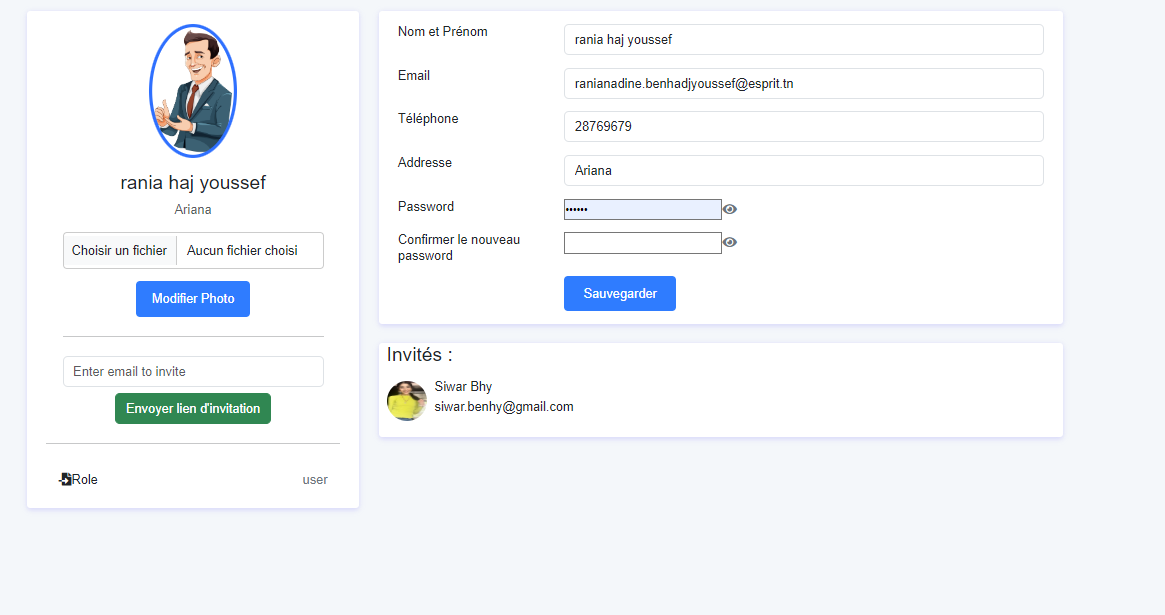 rania haj youssef
Ariana
Choisir un fichier Aucun fichier choisi
Modifier Photo
Enter email to invite
Envoyer lien d'invitation
Role user
Nom et Prénom rania haj youssef
Email ranianadine.benhadjyoussef@esprit.tn
Téléphone 28769679
Addresse Ariana
Password ••••••
Confirmer le nouveau
password
Sauvegarder
Invités :
Siwar Bhy
siwar.benhy@gmail.com